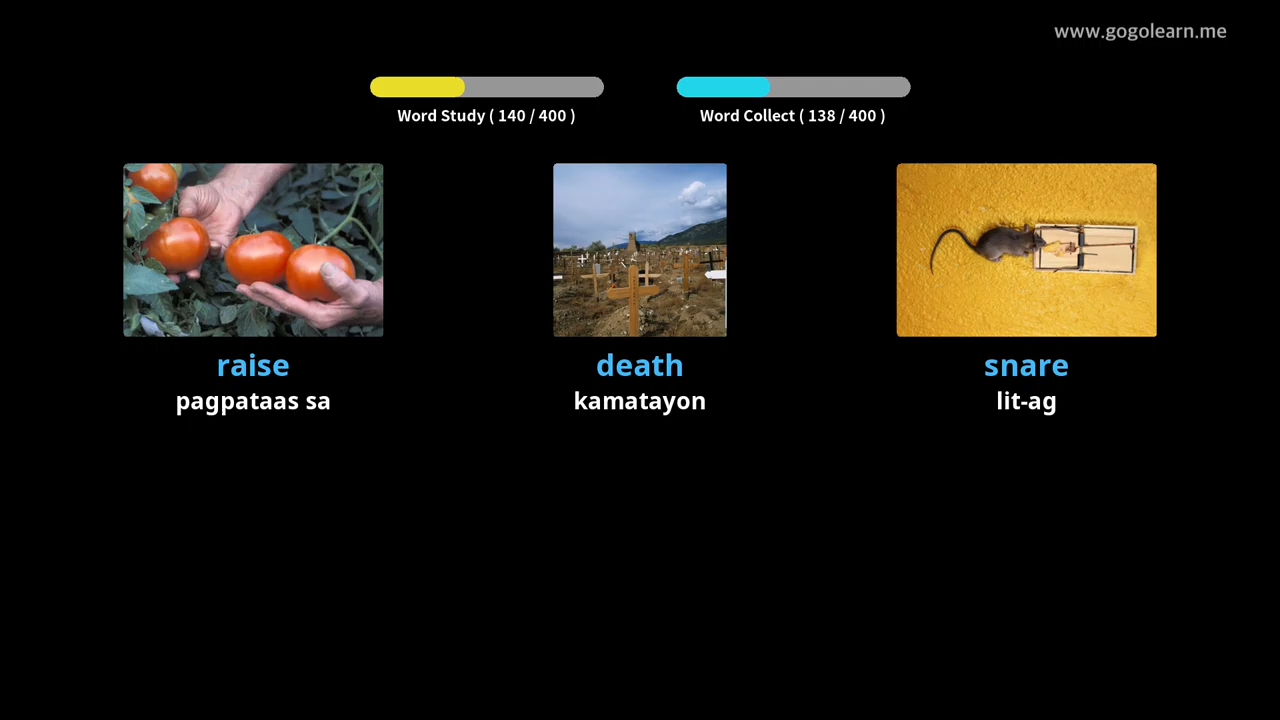 www.gogolearn.me
Word Study ( 140 / 400 )
Word Collect ( 138 / 400 )
raise
pagpataas sa
death
kamatayon
snare
lit-ag